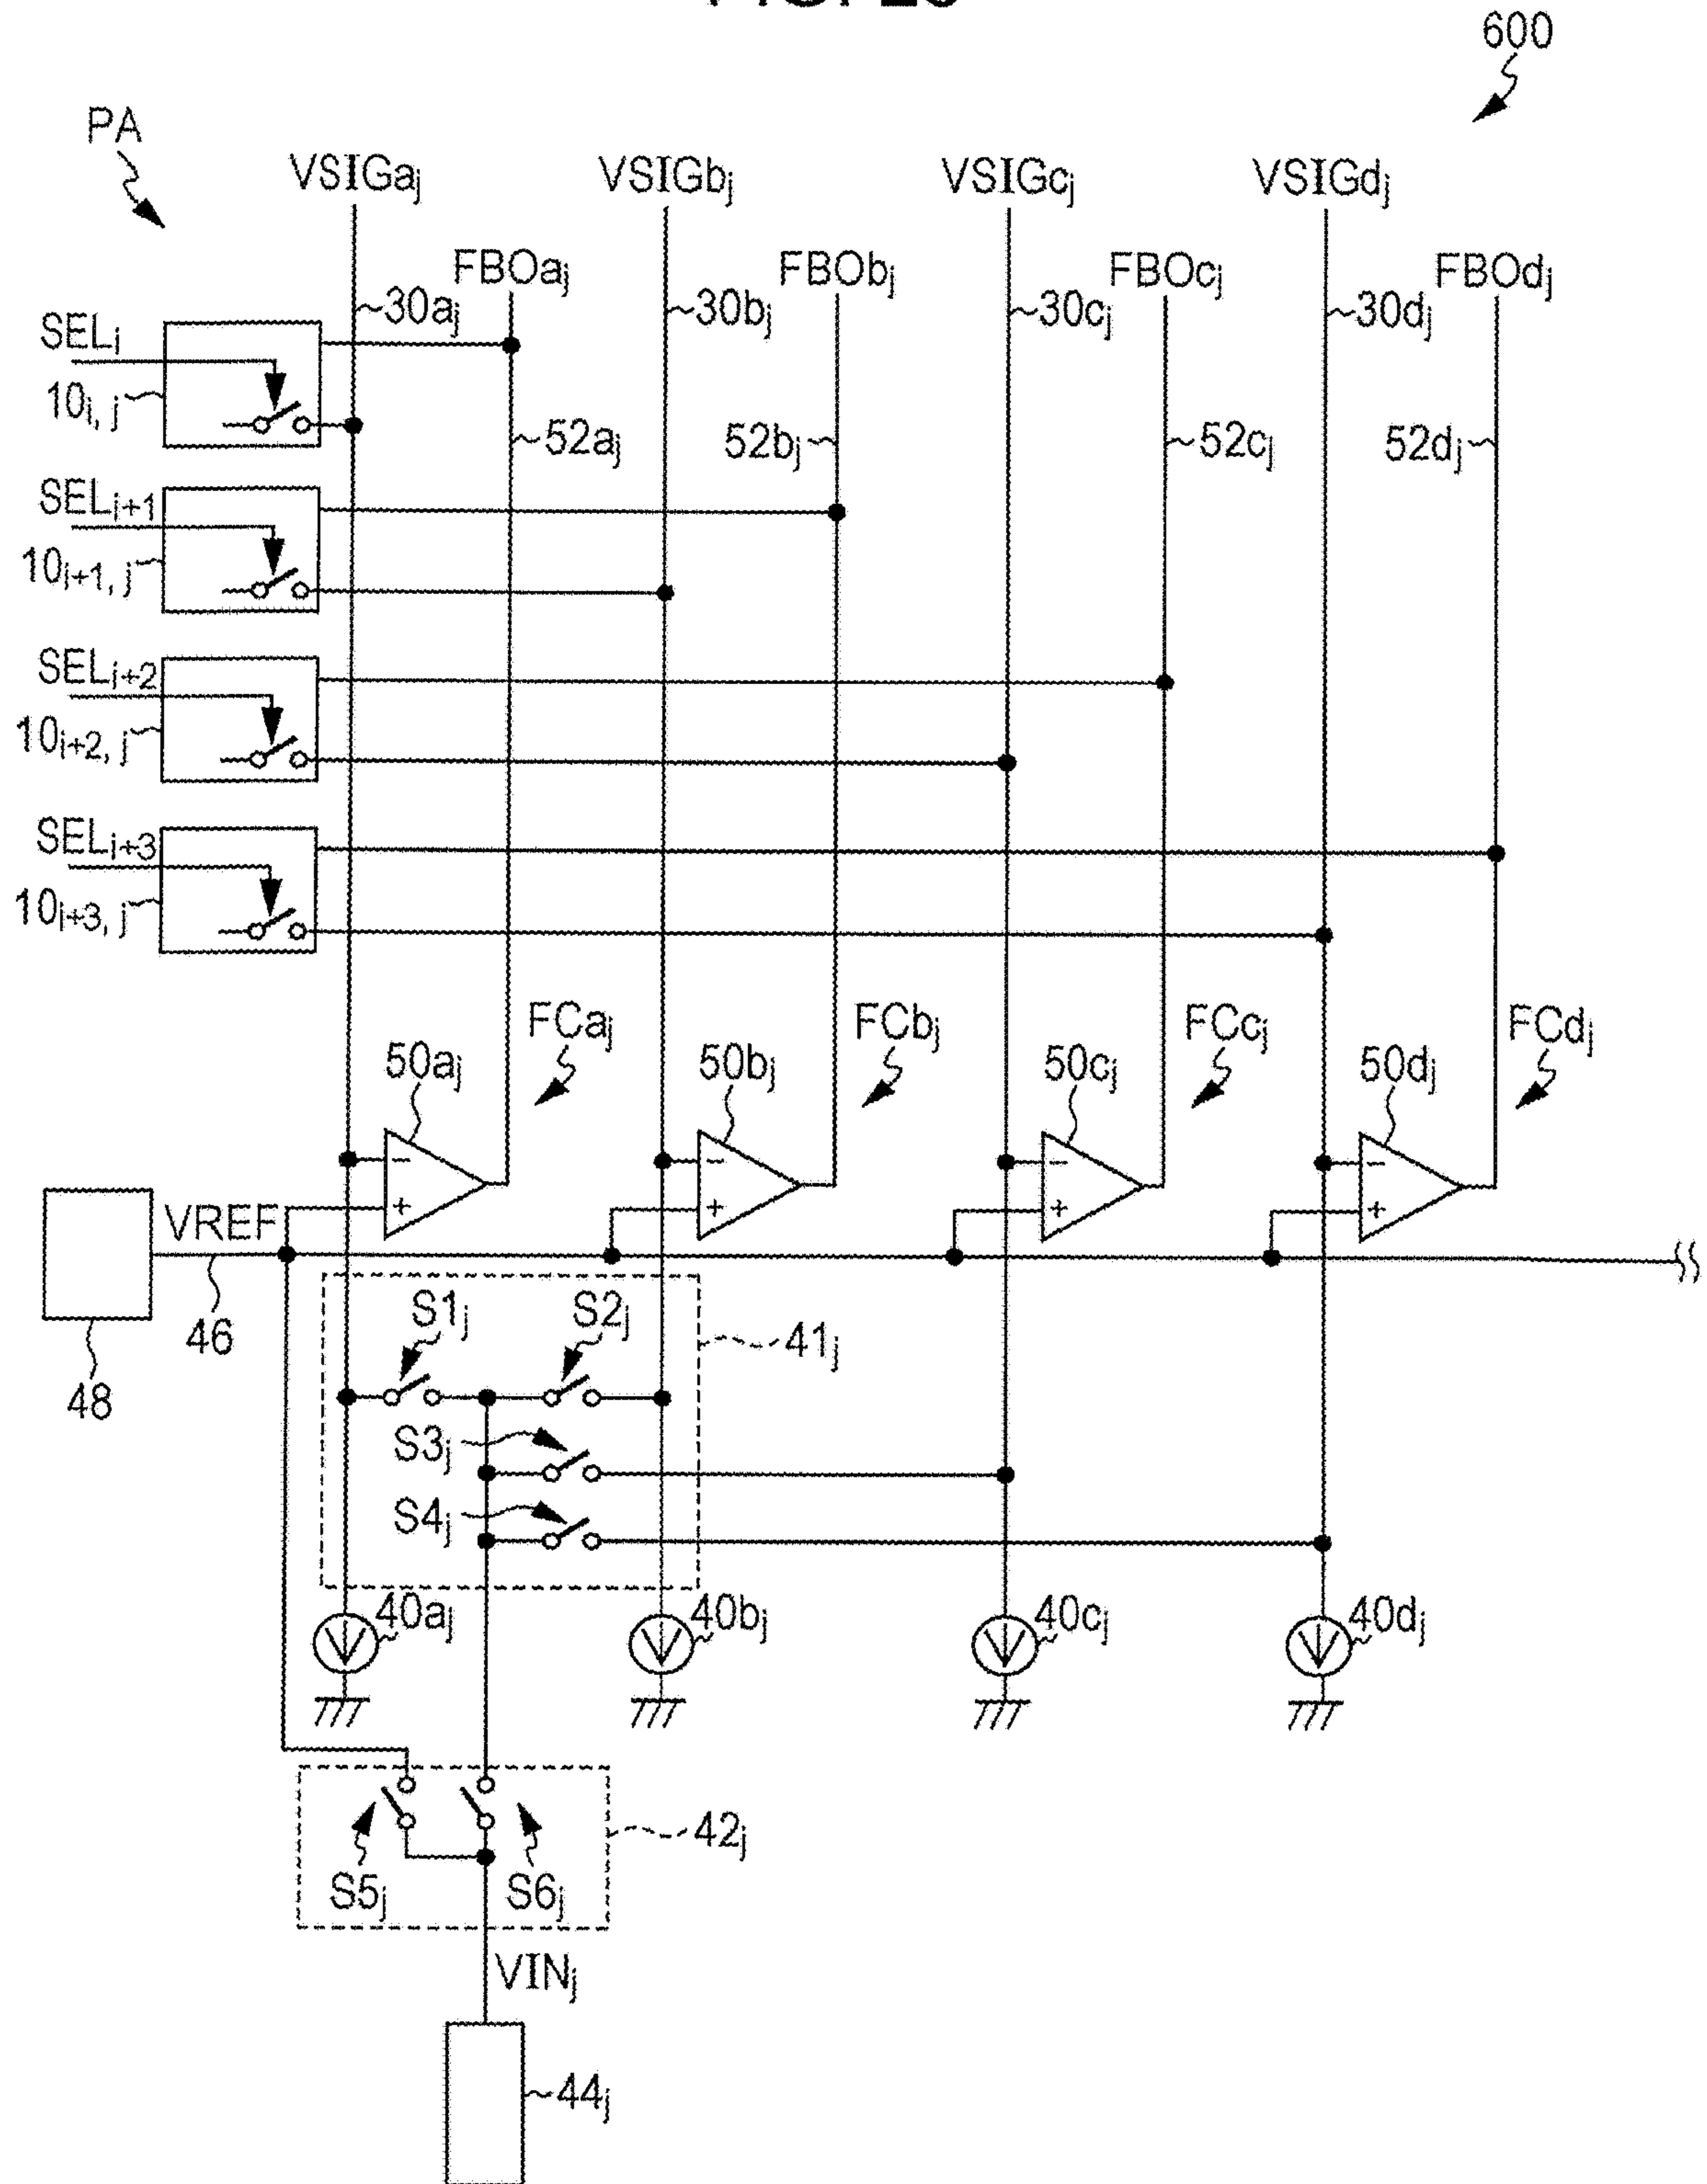 600
PA
VSIGaj
VSIGbj
VSIGcj
VSIGdj
FBOaj
FBObj
FBOcj
FBOdj
30aj
30bj
30cj
30dj
SELi
10i, j
52aj
52bj
52cj
52dj
SELi+1
10i+1, j
SELi+2
10i+2, j
SELi+3
10i+3, j
FCaj
FCbj
FCcj
FCdj
50aj
50bj
50cj
50dj
− + − + − + − +
VREF
46
48
S1j
S2j
41j
S3j
S4j
40aj
40bj
40cj
40dj
42j
S5j
S6j
VINj
44j